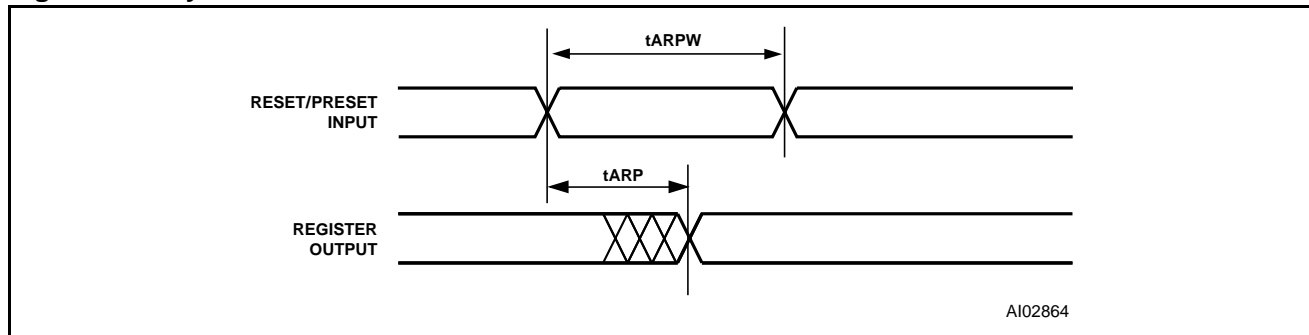 tARPW
RESET/PRESET
INPUT
tARP
REGISTER
OUTPUT
AI02864